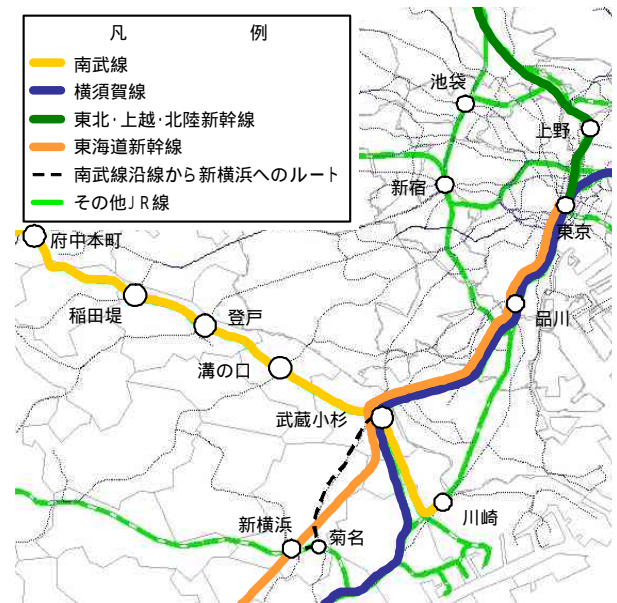 凡 例
南武線
横須賀線
東北･上越･北陸新幹線
東海道新幹線
南武線沿線から新横浜へのルート
その他JR線
池袋
上野
新宿
東京
府中本町
稲田堤
登戸
品川
溝の口
武蔵小杉
川崎
新横浜
菊名